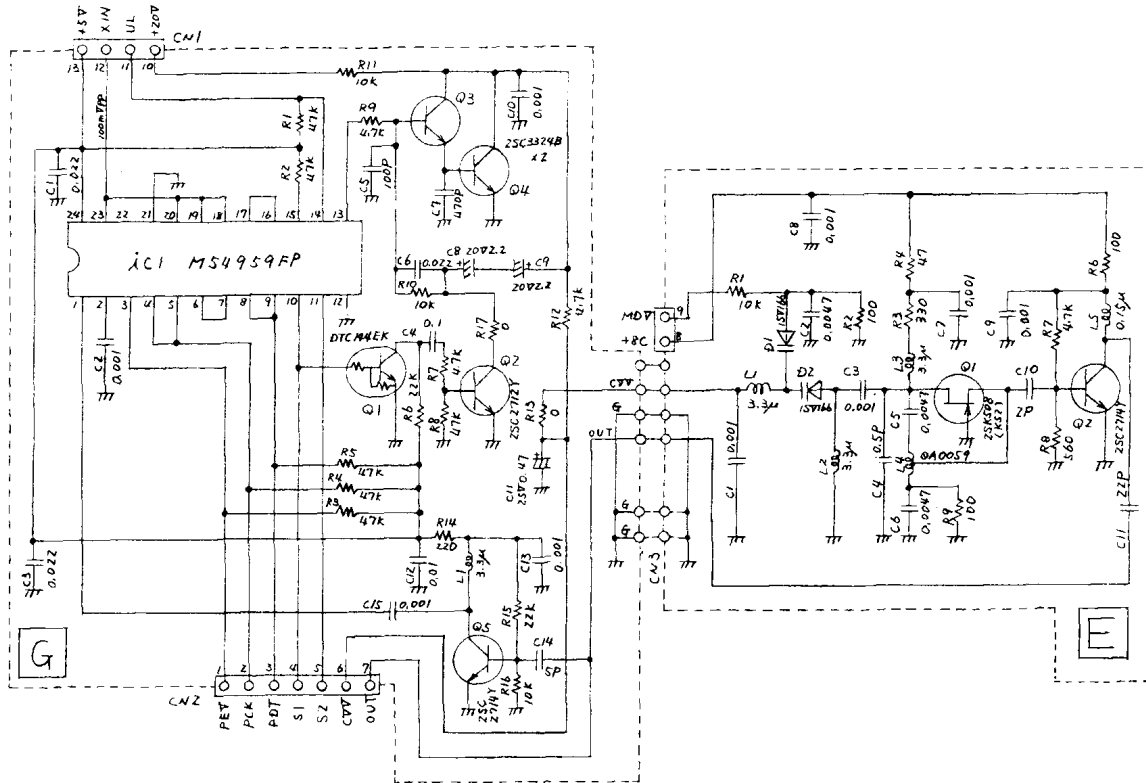 +5V XIN UL +20V CN1
13 12 11 10
100mVPP
R11
10K
R1
47K
R2
47K
R9
4.7K
C5
100P
Q3
C10
0.001
2SC3324B
x2
Q4
C7
470P
C1
0.022
24 23 22 21 20 19 18 17 16 15 14 13
iC1 M54959FP
1 2 3 4 5 6 7 8 9 10 11 12
C2
0.001
C6
0.022
C8 20V2.2
+
C9
+
20V2.2
R10
10K
R12
R17
0
DTC144EK
Q1
C4 0.1
R7
4.7K
R6
22K
R8
47K
Q2
2SC2712Y
R13
0
C11
25V0.47
R5
47K
R4
47K
R3
47K
R14
220
C3
0.022
C12
0.01
L1
3.3μ
C13
0.001
C15
0.001
R15
22K
Q5
C14
5P
R16
10K
2SC
2714Y
G
1 2 3 4 5 6 7
CN2
PEV PCK PDT S1 S2 CVV OUT
MDV 9
+8C 8
CVV
G
OUT
G
G
CN3
R1
10K
D1
1SV166
C2
0.0047
R2
100
C8
0.001
R4
47
R3
330
L3
3.3μ
C7
0.001
C9
0.001
R7
4.7K
R6
100
L5
0.15μ
L1
3.3μ
D2
1SV166
C3
0.001
Q1
2SK508
(K52)
C10
2P
Q2
2SC2714Y
C1
0.001
L2
3.3μ
C4
0.5P
C5
0.0047
L4
QA0059
C6
0.0047
R9
100
R8
560
22P
C11
E